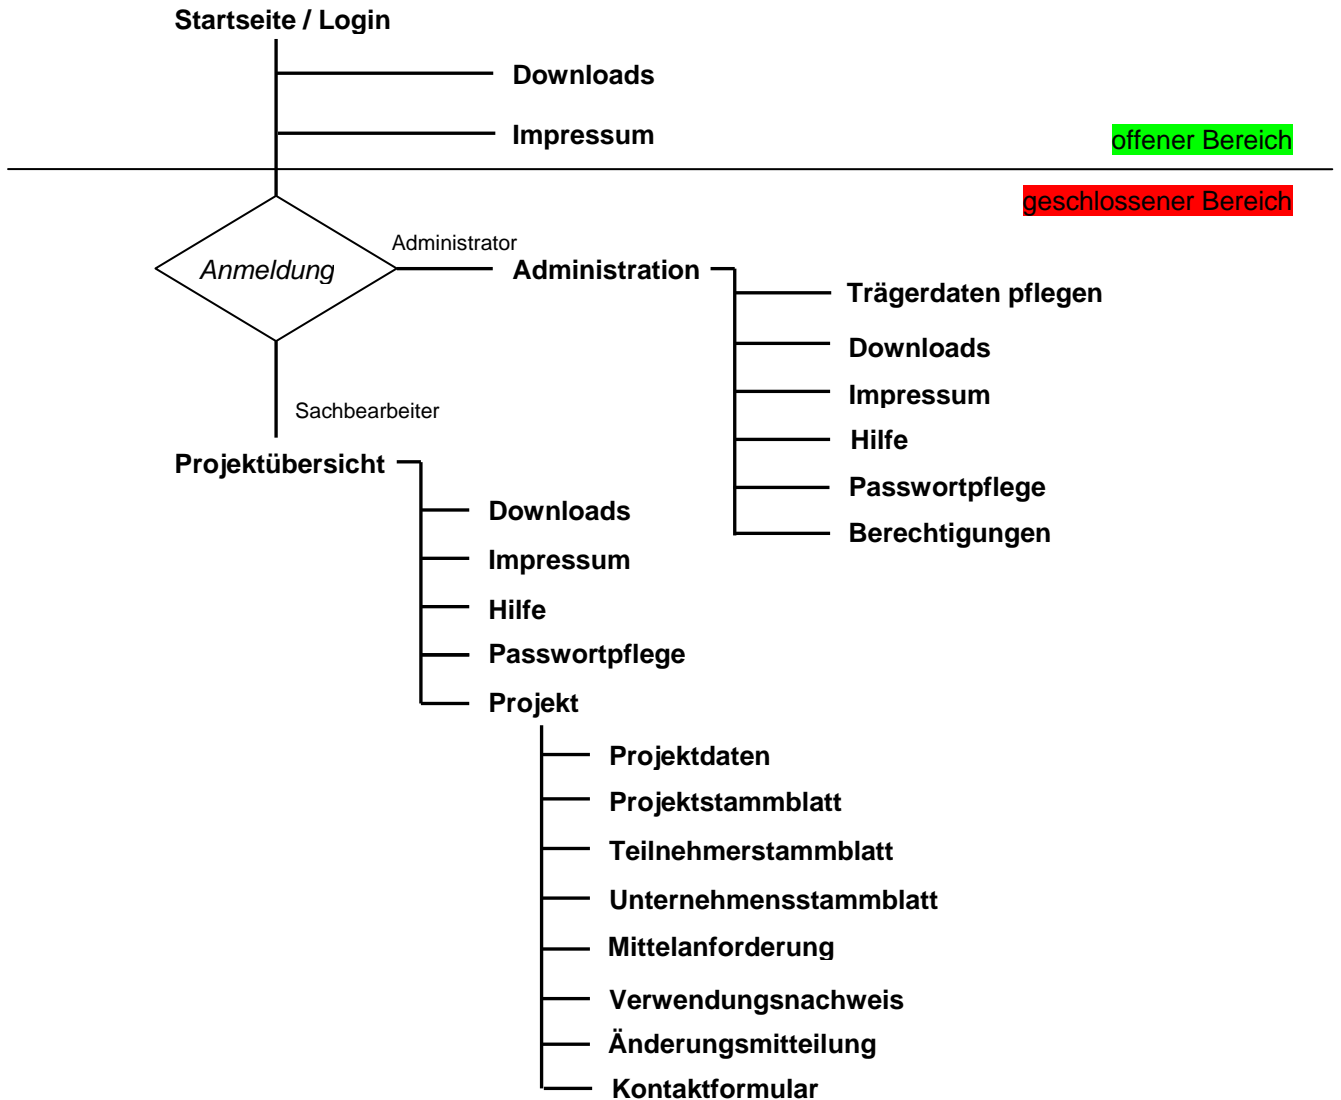 Startseite / Login
Downloads
Impressum
offener Bereich
geschlossener Bereich
Anmeldung
Administrator
Administration
Trägerdaten pflegen
Downloads
Impressum
Hilfe
Passwortpflege
Berechtigungen
Sachbearbeiter
Projektübersicht
Downloads
Impressum
Hilfe
Passwortpflege
Projekt
Projektdaten
Projektstammblatt
Teilnehmerstammblatt
Unternehmensstammblatt
Mittelanforderung
Verwendungsnachweis
Änderungsmitteilung
Kontaktformular